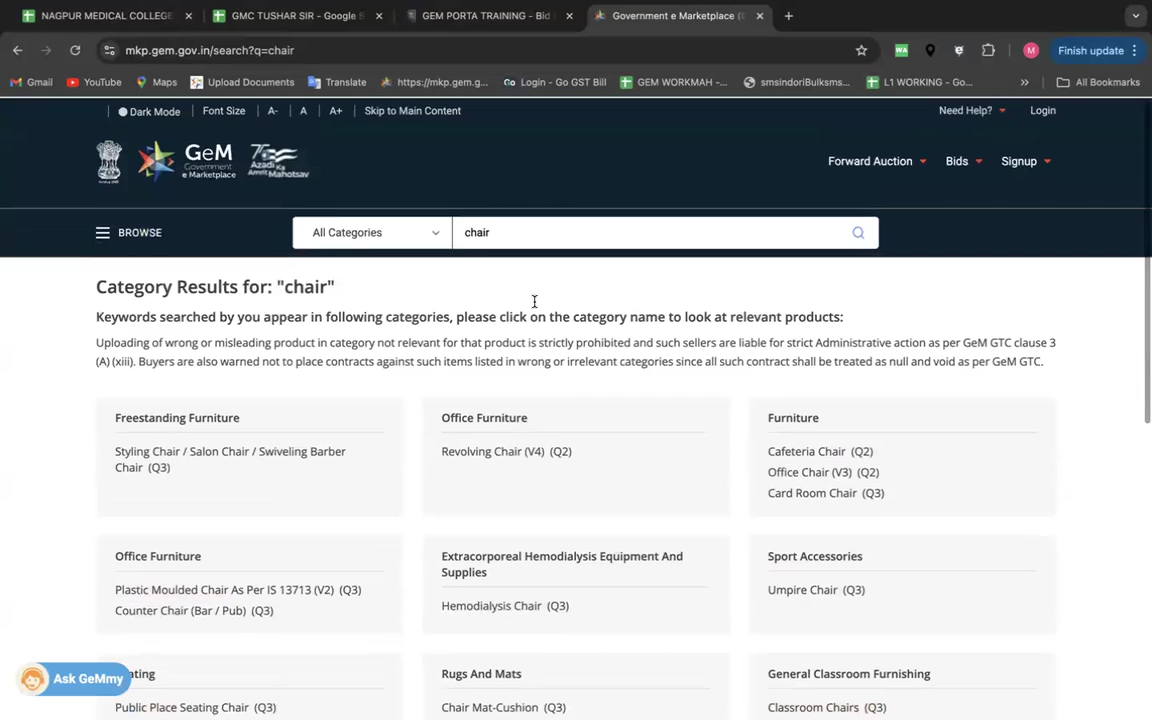 NAGPUR MEDICAL COLLEGE
GMC TUSHAR SIR - Google S
GEM PORTA TRAINING - Bid
Government e Marketplace (
mkp.gem.gov.in/search?q=chair
WA
M
Finish update
Gmail
YouTube
Maps
Upload Documents
Translate
https://mkp.gem.g...
Go Login - Go GST Bill
GEM WORKMAH -...
smsindoriBulksms...
L1 WORKING - Go...
»
All Bookmarks
Dark Mode
Font Size
A-
A
A+
Skip to Main Content
Need Help?
Login
GeM
Government
e Marketplace
75
Azadi Ka
Amrit Mahotsav
Forward Auction
Bids
Signup
BROWSE
All Categories
chair
Category Results for: "chair"
Keywords searched by you appear in following categories, please click on the category name to look at relevant products:
Uploading of wrong or misleading product in category not relevant for that product is strictly prohibited and such sellers are liable for strict Administrative action as per GeM GTC clause 3
(A) (xiii). Buyers are also warned not to place contracts against such items listed in wrong or irrelevant categories since all such contract shall be treated as null and void as per GeM GTC.
Freestanding Furniture
Styling Chair / Salon Chair / Swiveling Barber
Chair (Q3)
Office Furniture
Revolving Chair (V4) (Q2)
Furniture
Cafeteria Chair (Q2)
Office Chair (V3) (Q2)
Card Room Chair (Q3)
Office Furniture
Plastic Moulded Chair As Per IS 13713 (V2) (Q3)
Counter Chair (Bar / Pub) (Q3)
Extracorporeal Hemodialysis Equipment And
Supplies
Hemodialysis Chair (Q3)
Sport Accessories
Umpire Chair (Q3)
ating
Public Place Seating Chair (Q3)
Rugs And Mats
Chair Mat-Cushion (Q3)
General Classroom Furnishing
Classroom Chairs (Q3)
Ask GeMmy